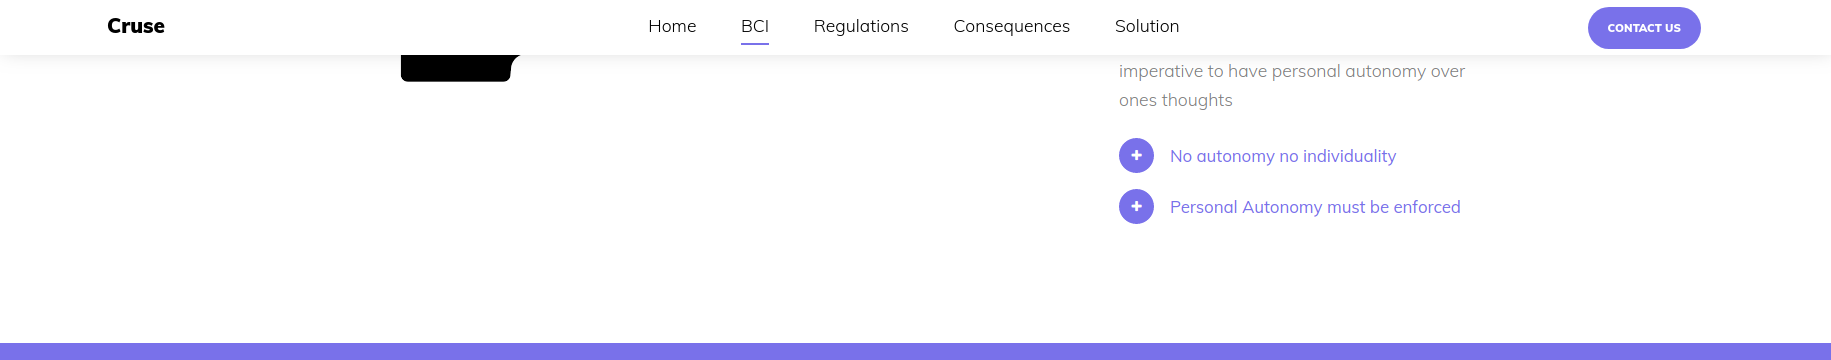 Cruse
Home
BCI
Regulations
Consequences
Solution
CONTACT US
imperative to have personal autonomy over
ones thoughts
No autonomy no individuality
Personal Autonomy must be enforced